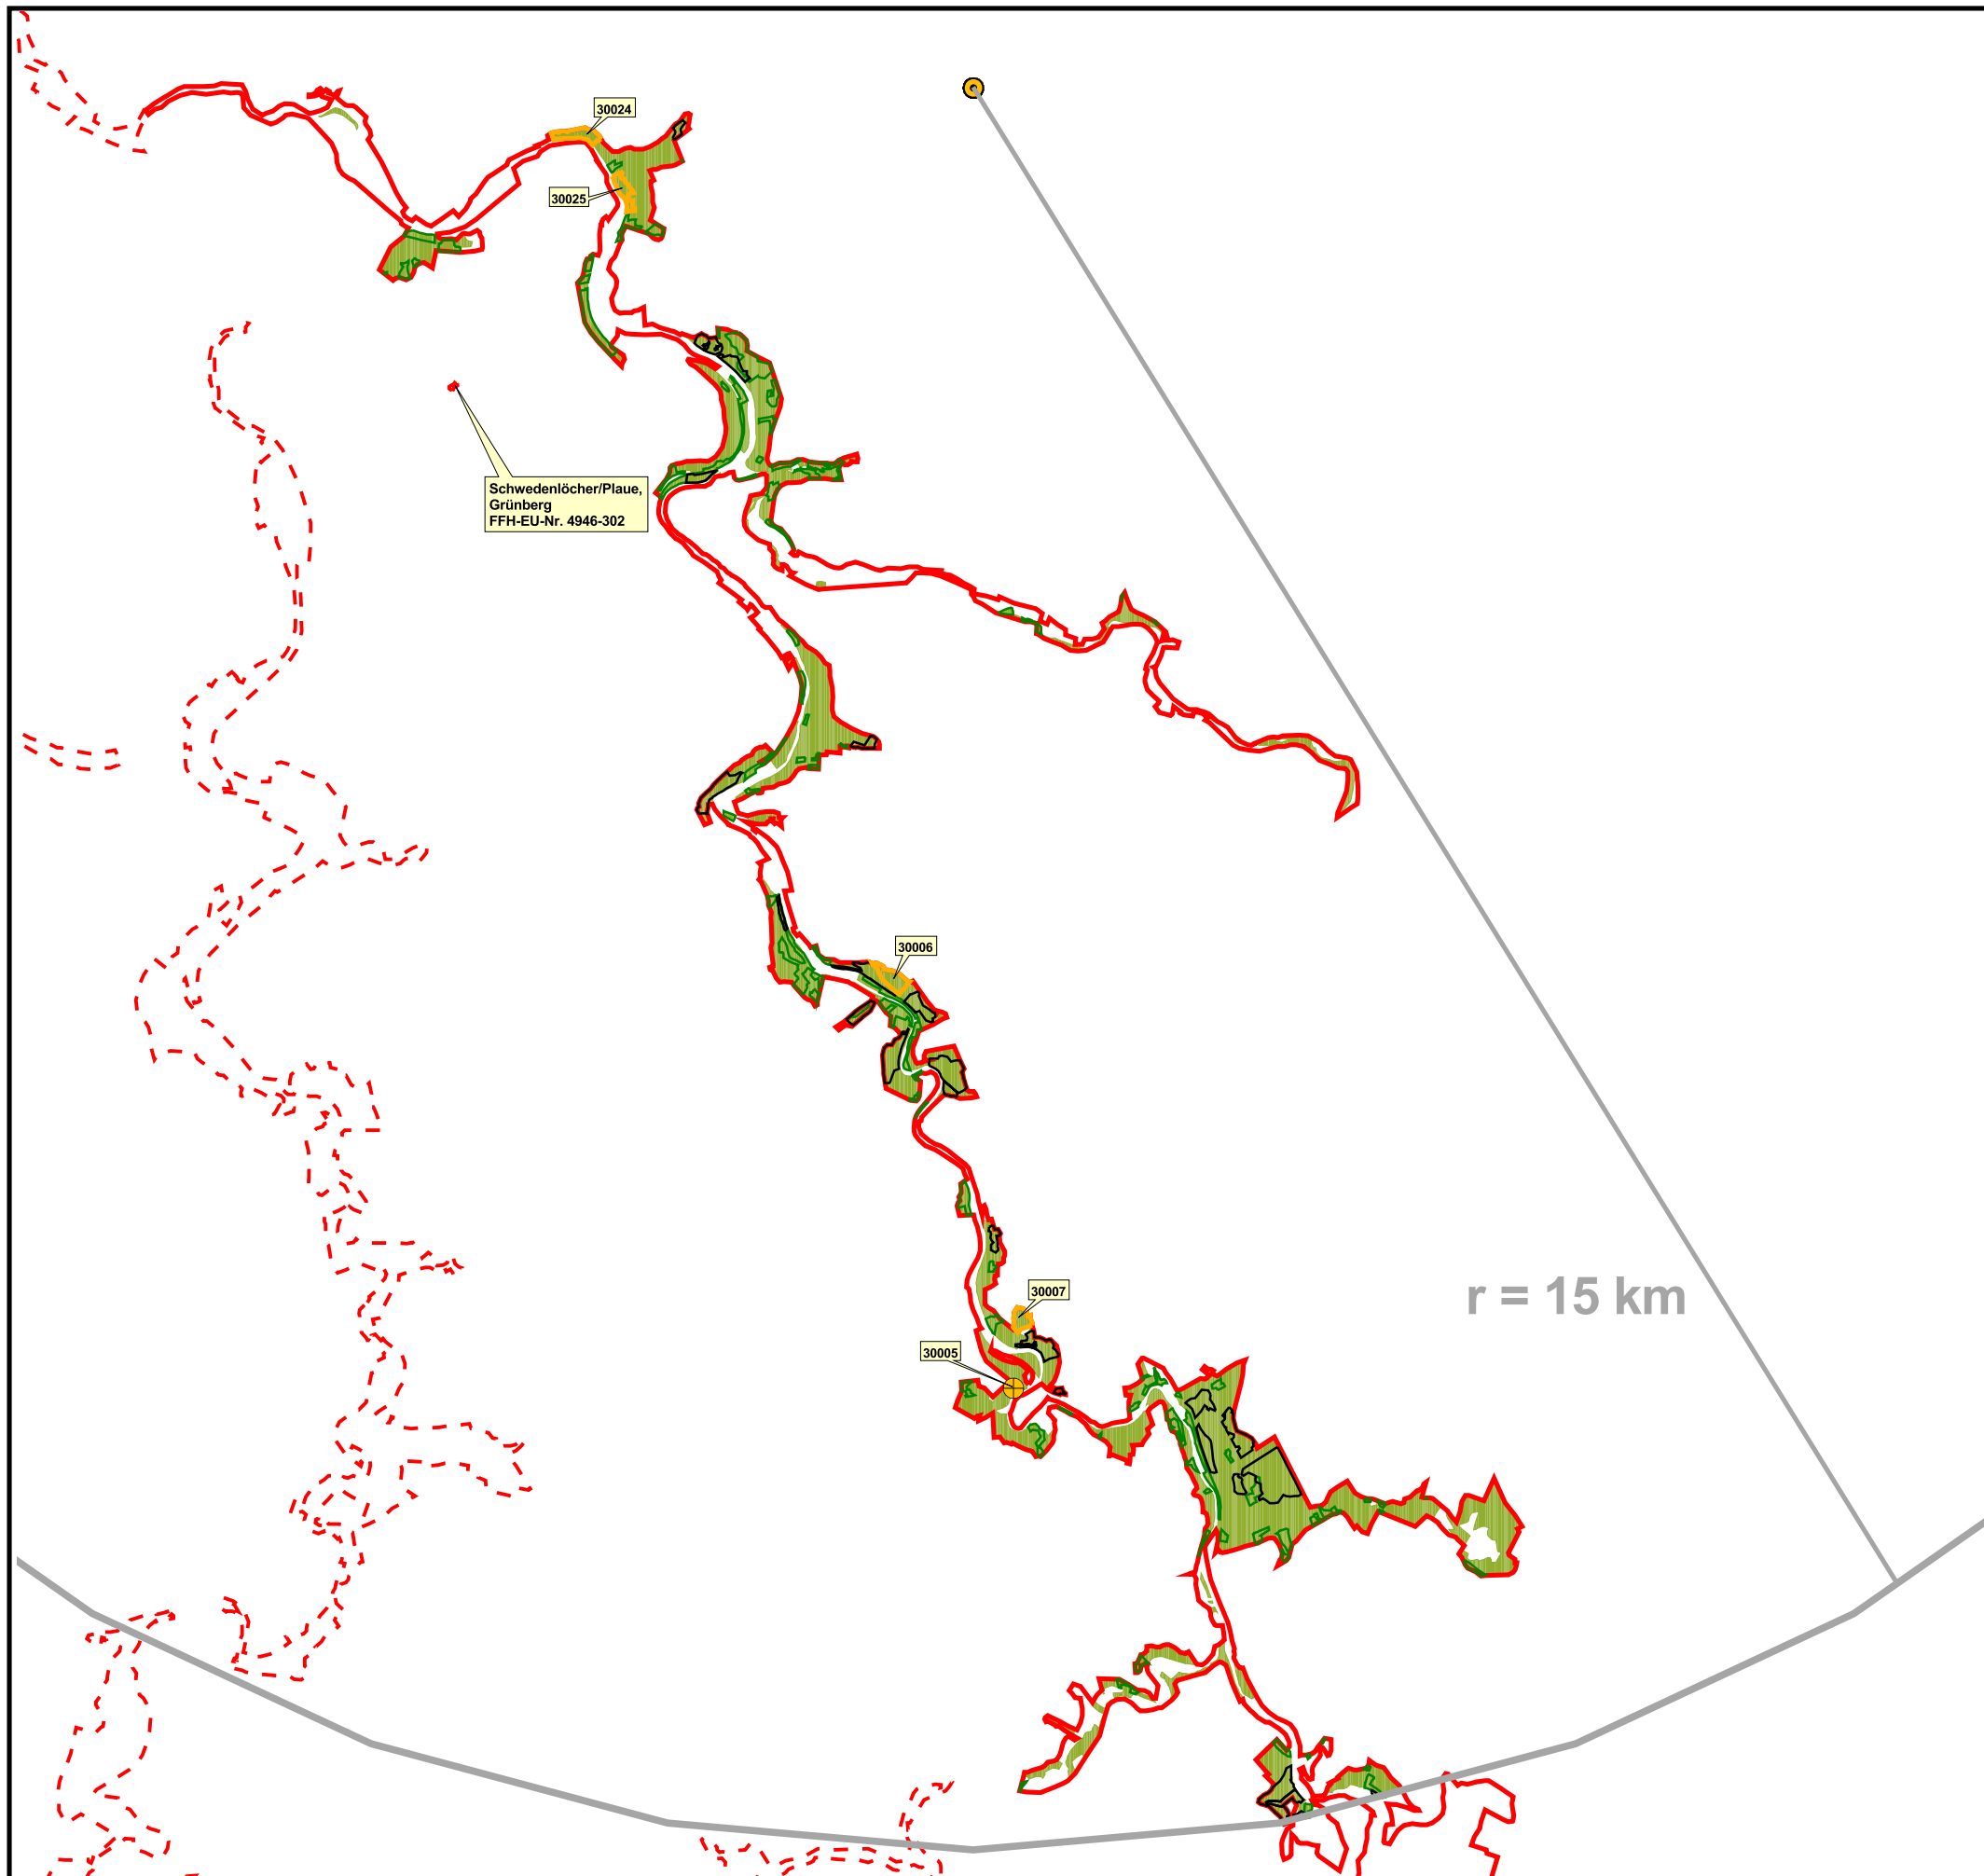 30024
30025
Schwedenlöcher/Plaue,
Grünberg
FFH-EU-Nr. 4946-302
30006
r = 15 km
30007
30005